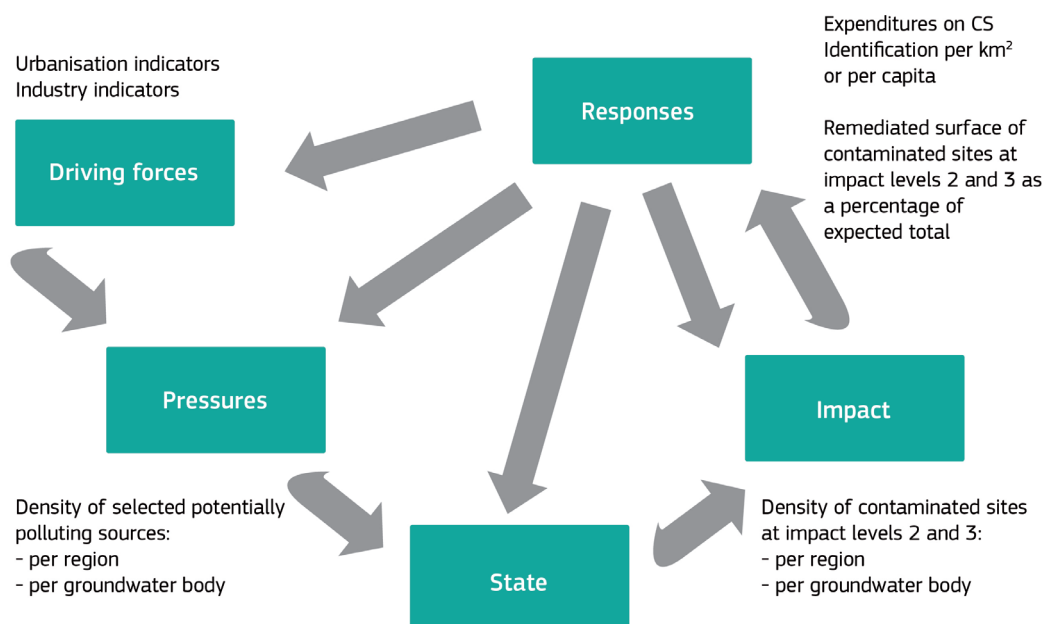 Urbanisation indicators
Industry indicators
Driving forces
Responses
Expenditures on CS
Identification per km²
or per capita
Remediated surface of
contaminated sites at
impact levels 2 and 3 as
a percentage of
expected total
Pressures
Impact
Density of selected potentially
polluting sources:
- per region
- per groundwater body
State
Density of contaminated sites
at impact levels 2 and 3:
- per region
- per groundwater body